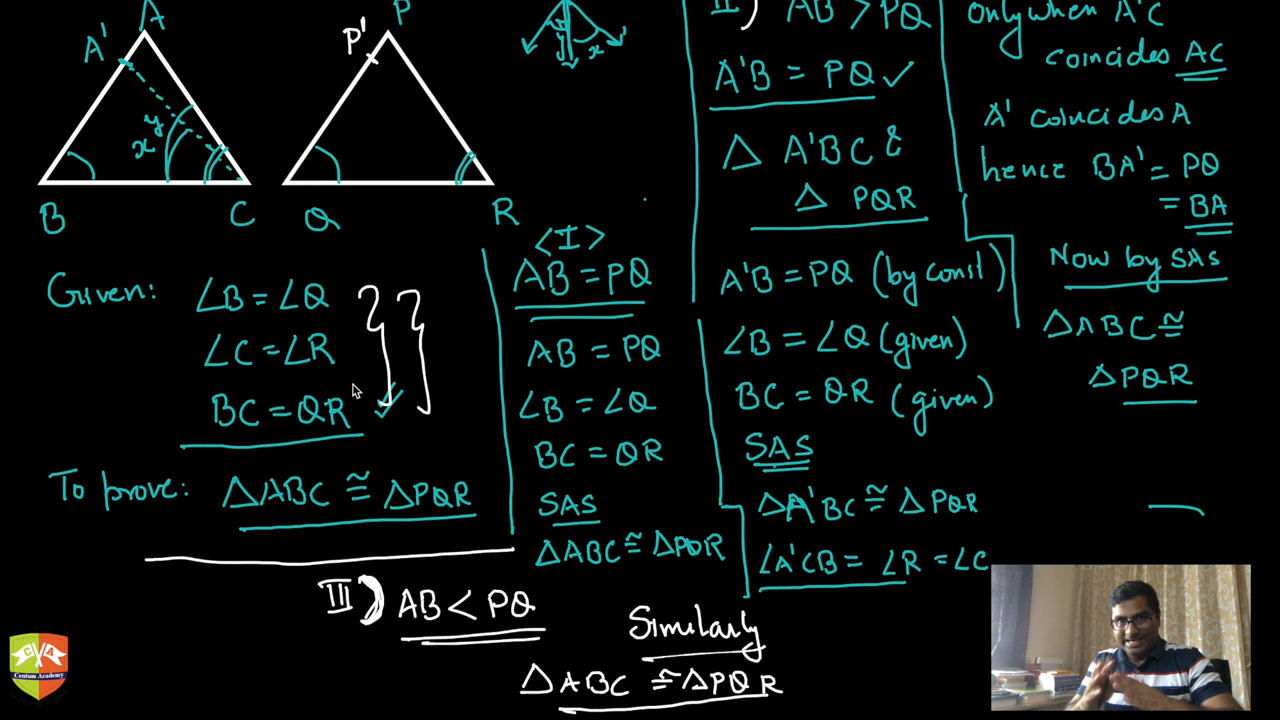 A
A'
P
P'
y
x
B
C
Q
R
y
x
Given:
∠B = ∠Q
∠C = ∠R
BC = QR ✓
To prove: △ABC ≅ △PQR
<I>
AB = PQ
AB = PQ
∠B = ∠Q
BC = QR
SAS
△ABC ≅ △PQR
II) AB > PQ
A'B = PQ ✓
△ A'BC &
△ PQR
A'B = PQ (by const)
∠B = ∠Q (given)
BC = QR (given)
SAS
△A'BC ≅ △PQR
∠A'CB = ∠R = ∠C
only when A'C
coincides AC
A' coincides A
hence BA' = PQ
= BA
Now by SAS
△ABC ≅
△PQR
III) AB < PQ
Similarly
△ABC ≅ △PQR
CA
Centum Academy